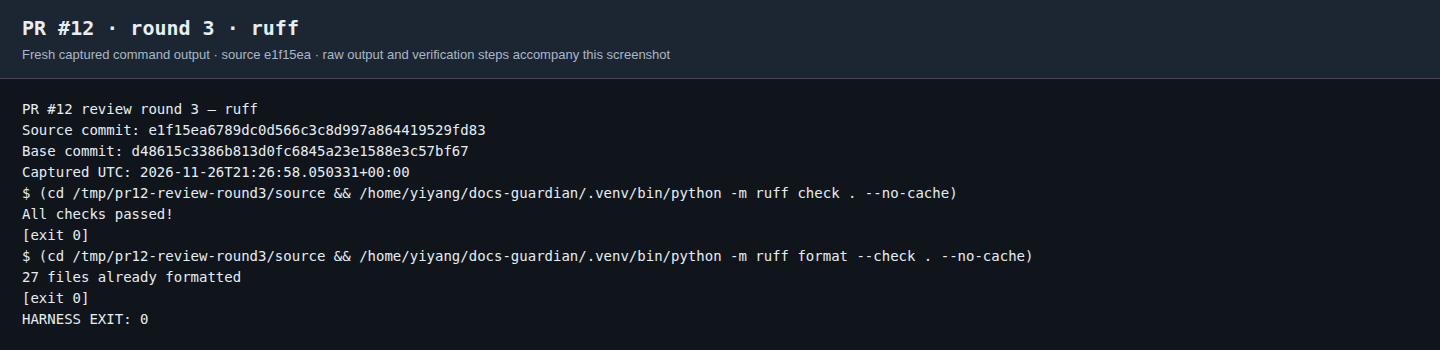 PR #12 · round 3 · ruff
Fresh captured command output · source e1f15ea · raw output and verification steps accompany this screenshot
PR #12 review round 3 — ruff
Source commit: e1f15ea6789dc0d566c3c8d997a864419529fd83
Base commit: d48615c3386b813d0fc6845a23e1588e3c57bf67
Captured UTC: 2026-11-26T21:26:58.050331+00:00
$ (cd /tmp/pr12-review-round3/source && /home/yiyang/docs-guardian/.venv/bin/python -m ruff check . --no-cache)
All checks passed!
[exit 0]
$ (cd /tmp/pr12-review-round3/source && /home/yiyang/docs-guardian/.venv/bin/python -m ruff format --check . --no-cache)
27 files already formatted
[exit 0]
HARNESS EXIT: 0